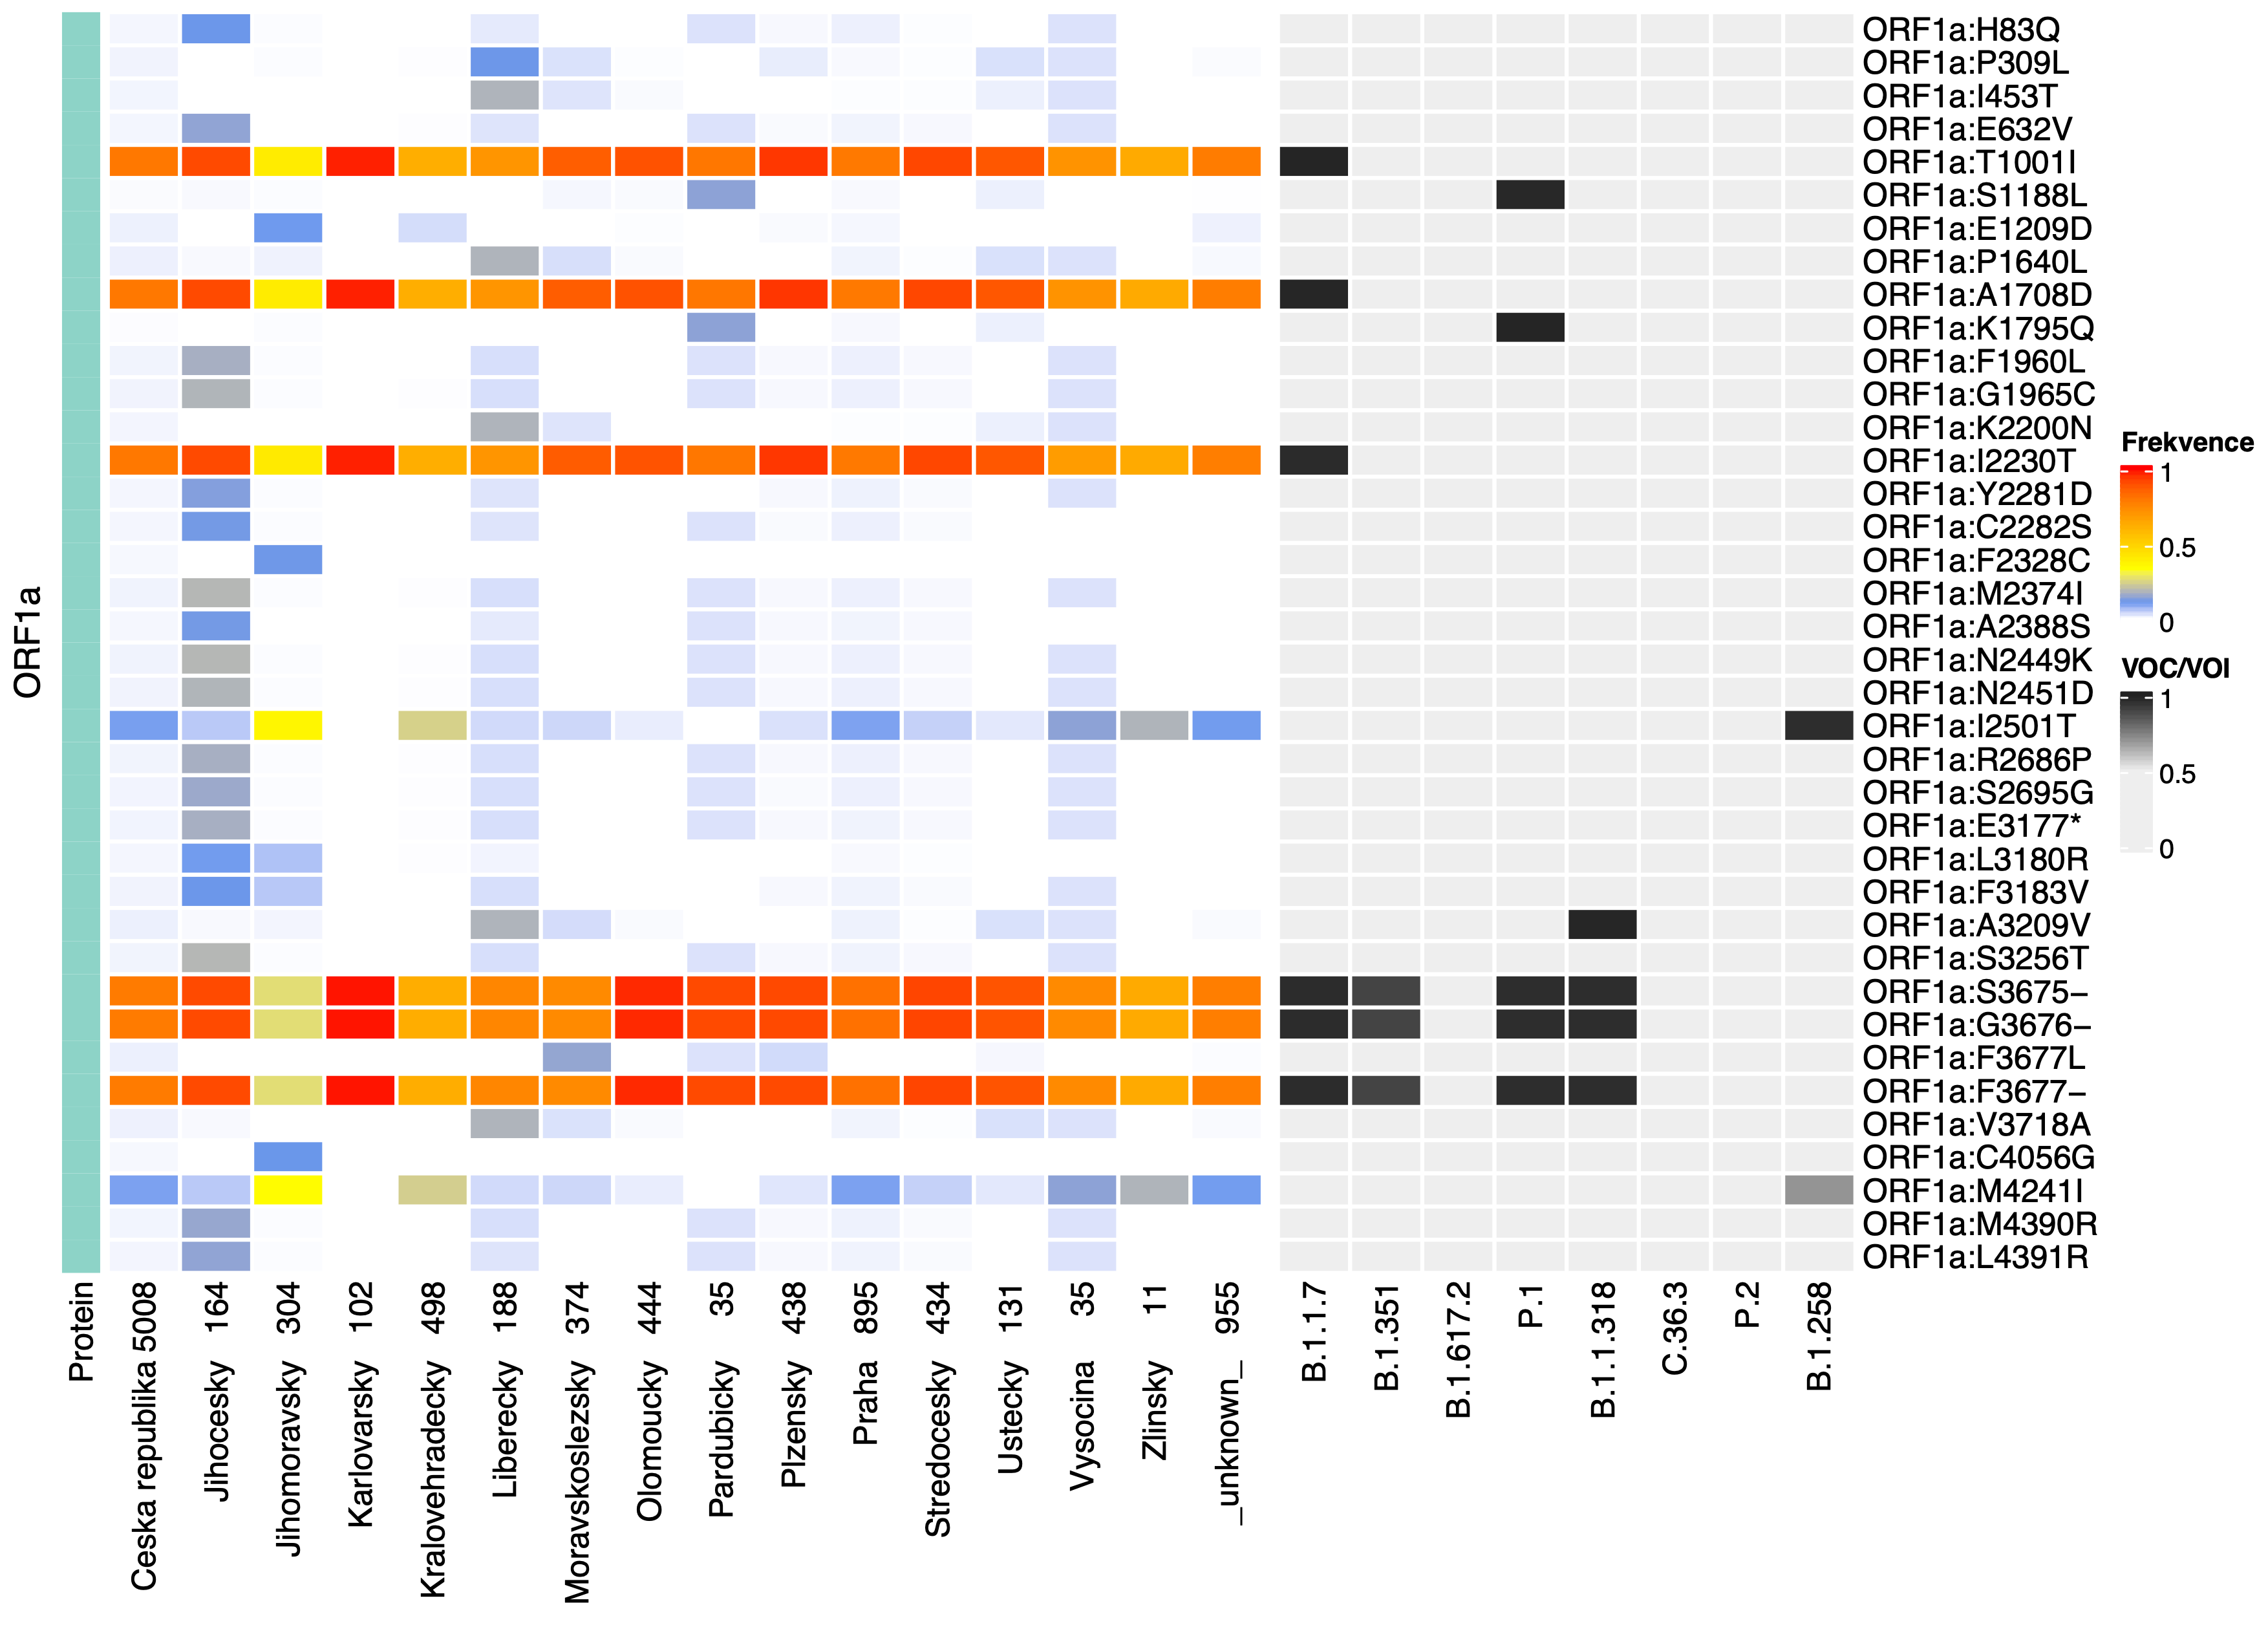 ORF1a
ORF1a:H83Q
ORF1a:P309L
ORF1a:I453T
ORF1a:E632V
ORF1a:T1001I
ORF1a:S1188L
ORF1a:E1209D
ORF1a:P1640L
ORF1a:A1708D
ORF1a:K1795Q
ORF1a:F1960L
ORF1a:G1965C
ORF1a:K2200N
ORF1a:I2230T
ORF1a:Y2281D
ORF1a:C2282S
ORF1a:F2328C
ORF1a:M2374I
ORF1a:A2388S
ORF1a:N2449K
ORF1a:N2451D
ORF1a:I2501T
ORF1a:R2686P
ORF1a:S2695G
ORF1a:E3177*
ORF1a:L3180R
ORF1a:F3183V
ORF1a:A3209V
ORF1a:S3256T
ORF1a:S3675−
ORF1a:G3676−
ORF1a:F3677L
ORF1a:F3677−
ORF1a:V3718A
ORF1a:C4056G
ORF1a:M4241I
ORF1a:M4390R
ORF1a:L4391R
Frekvence
1
0.5
0
VOC/VOI
1
0.5
0
Protein
Ceska republika 5008
Jihocesky 164
Jihomoravsky 304
Karlovarsky 102
Kralovehradecky 498
Liberecky 188
Moravskoslezsky 374
Olomoucky 444
Pardubicky 35
Plzensky 438
Praha 895
Stredocesky 434
Ustecky 131
Vysocina 35
Zlinsky 11
_unknown_ 955
B.1.1.7
B.1.351
B.1.617.2
P.1
B.1.1.318
C.36.3
P.2
B.1.258